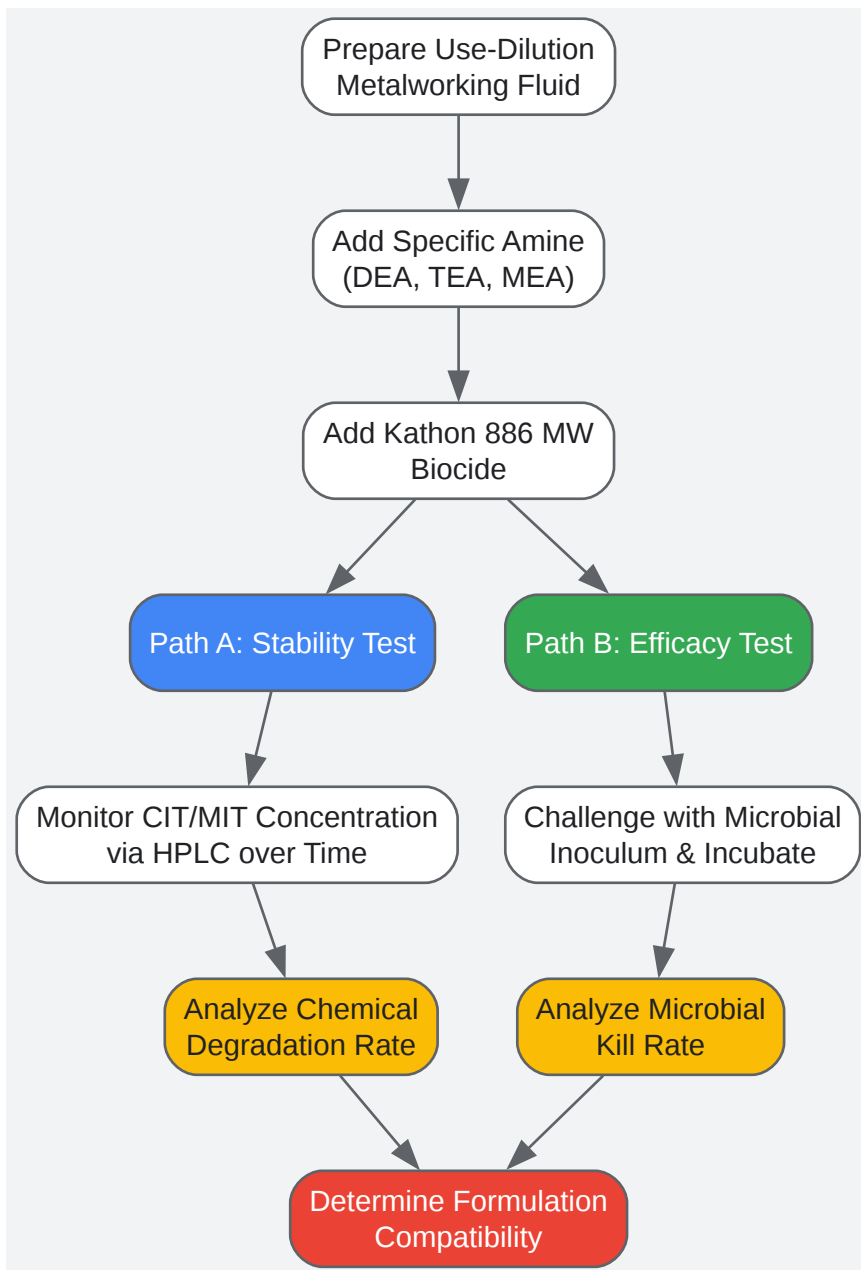 Prepare Use-Dilution
Metalworking Fluid
Add Specific Amine
(DEA, TEA, MEA)
Add Kathon 886 MW
Biocide
Path A: Stability Test
Path B: Efficacy Test
Monitor CIT/MIT Concentration
via HPLC over Time
Challenge with Microbial
Inoculum & Incubate
Analyze Chemical
Degradation Rate
Analyze Microbial
Kill Rate
Determine Formulation
Compatibility